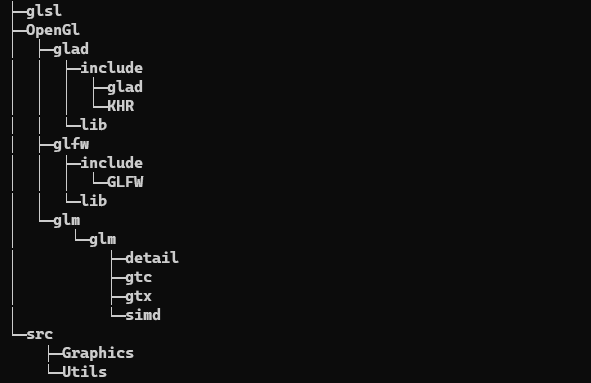 glsl
OpenGl
glad
include
glad
KHR
lib
glfw
include
GLFW
lib
glm
glm
detail
gtc
gtx
simd
src
Graphics
Utils